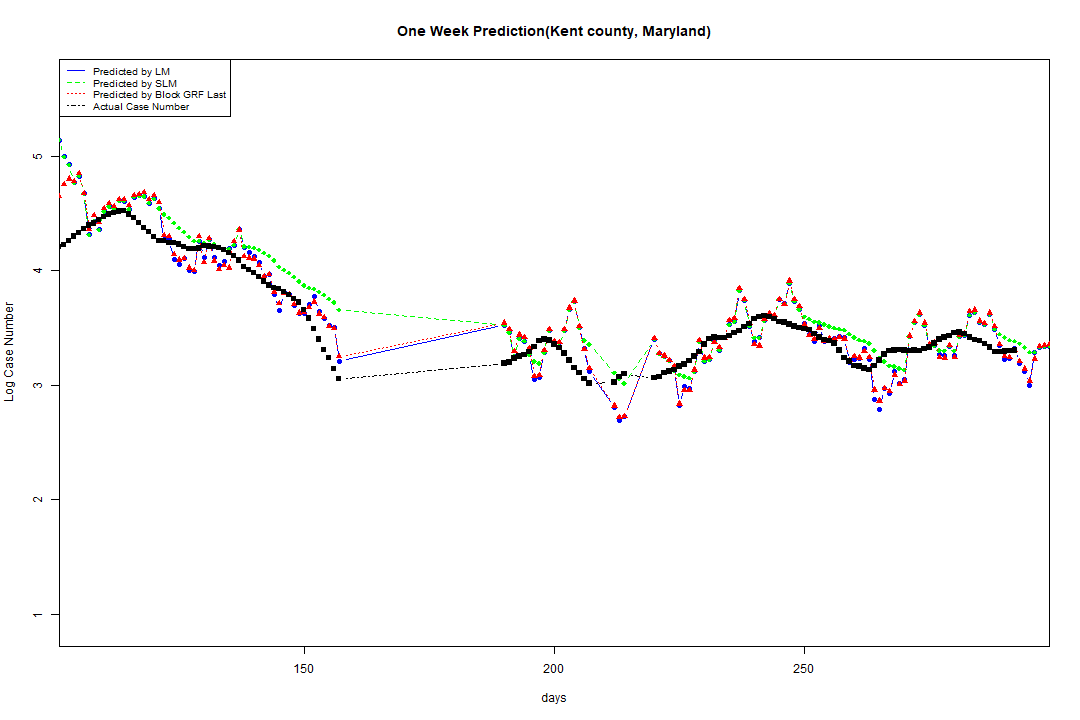 One Week Prediction(Kent county, Maryland)
Predicted by LM
Predicted by SLM
Predicted by Block GRF Last
Actual Case Number
5
4
3
2
1
Log Case Number
150
200
250
days